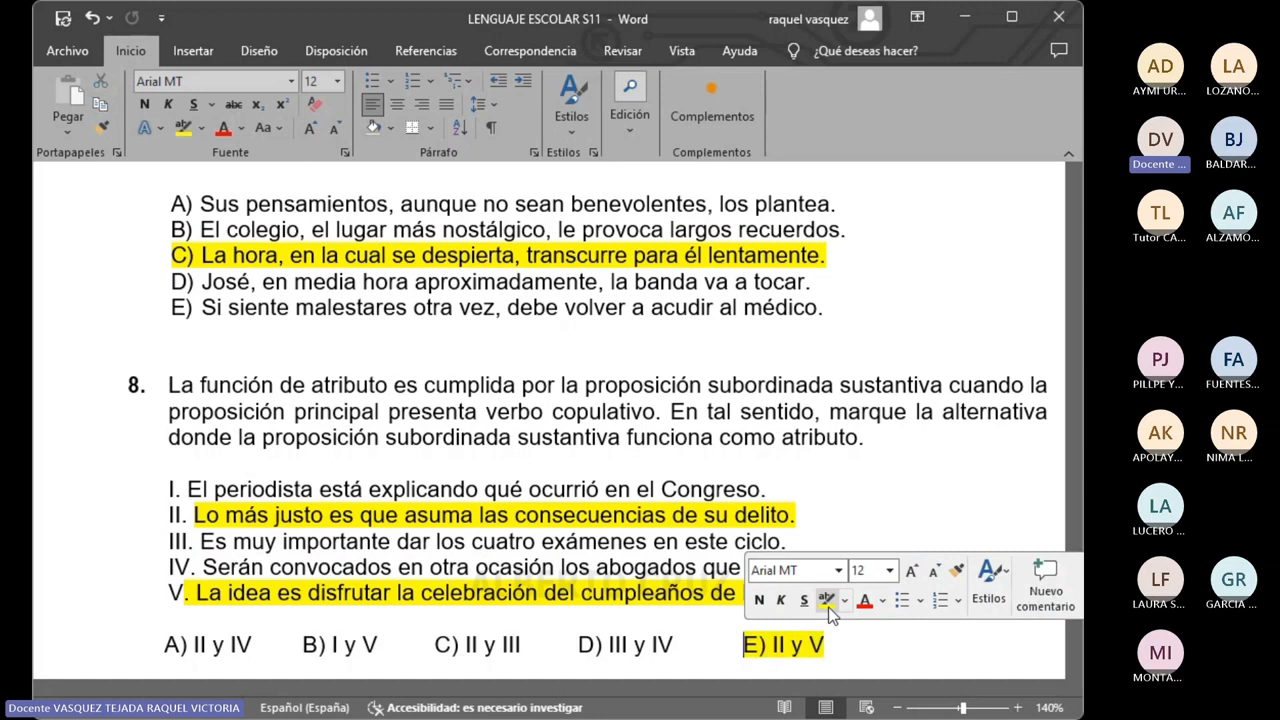 LENGUAJE ESCOLAR S11 - Word
raquel vasquez
Archivo Inicio Insertar Diseño Disposición Referencias Correspondencia Revisar Vista Ayuda ¿Qué deseas hacer?
Pegar
Portapapeles
Arial MT 12
N K S abc x₂ x²
A aby A Aa A A
Fuente
Párrafo
Estilos
Estilos
Edición
Complementos
Complementos
A) Sus pensamientos, aunque no sean benevolentes, los plantea.
B) El colegio, el lugar más nostálgico, le provoca largos recuerdos.
C) La hora, en la cual se despierta, transcurre para él lentamente.
D) José, en media hora aproximadamente, la banda va a tocar.
E) Si siente malestares otra vez, debe volver a acudir al médico.
8. La función de atributo es cumplida por la proposición subordinada sustantiva cuando la
proposición principal presenta verbo copulativo. En tal sentido, marque la alternativa
donde la proposición subordinada sustantiva funciona como atributo.
I. El periodista está explicando qué ocurrió en el Congreso.
II. Lo más justo es que asuma las consecuencias de su delito.
III. Es muy importante dar los cuatro exámenes en este ciclo.
IV. Serán convocados en otra ocasión los abogados que
V. La idea es disfrutar la celebración del cumpleaños de
A) II y IV B) I y V C) II y III D) III y IV E) II y V
Arial MT 12
N K S
Estilos
Nuevo
comentario
Docente VASQUEZ TEJADA RAQUEL VICTORIA
Español (España)
Accesibilidad: es necesario investigar
140%
AD
AYMI UR...
LA
LOZANO...
DV
Docente ...
BJ
BALDAR...
TL
Tutor CA...
AF
ALZAMO...
PJ
PILLPE Y...
FA
FUENTES...
AK
APOLAY...
NR
NIMA L...
LA
LUCERO ...
LF
LAURA S...
GR
GARCIA ...
MI
MONTA...